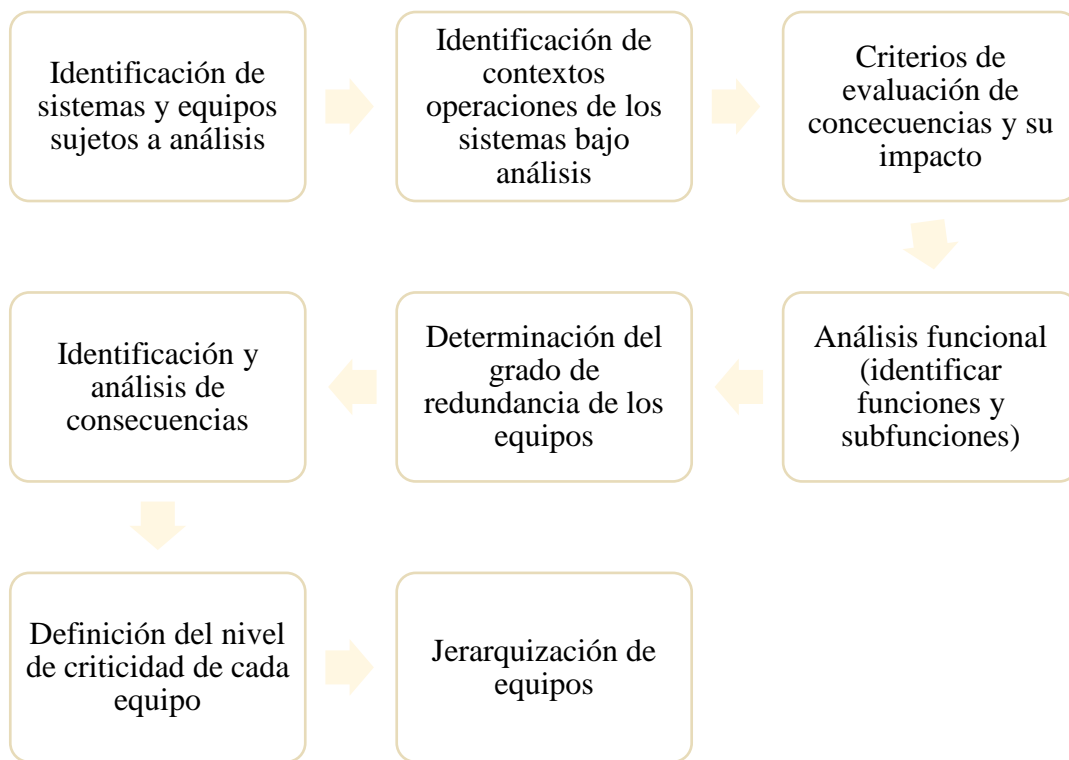 Identificación de
sistemas y equipos
sujetos a análisis
Identificación de
contextos
operaciones de los
sistemas bajo
análisis
Criterios de
evaluación de
concecuencias y su
impacto
Análisis funcional
(identificar
funciones y
subfunciones)
Determinación del
grado de
redundancia de los
equipos
Identificación y
análisis de
consecuencias
Definición del nivel
de criticidad de cada
equipo
Jerarquización de
equipos